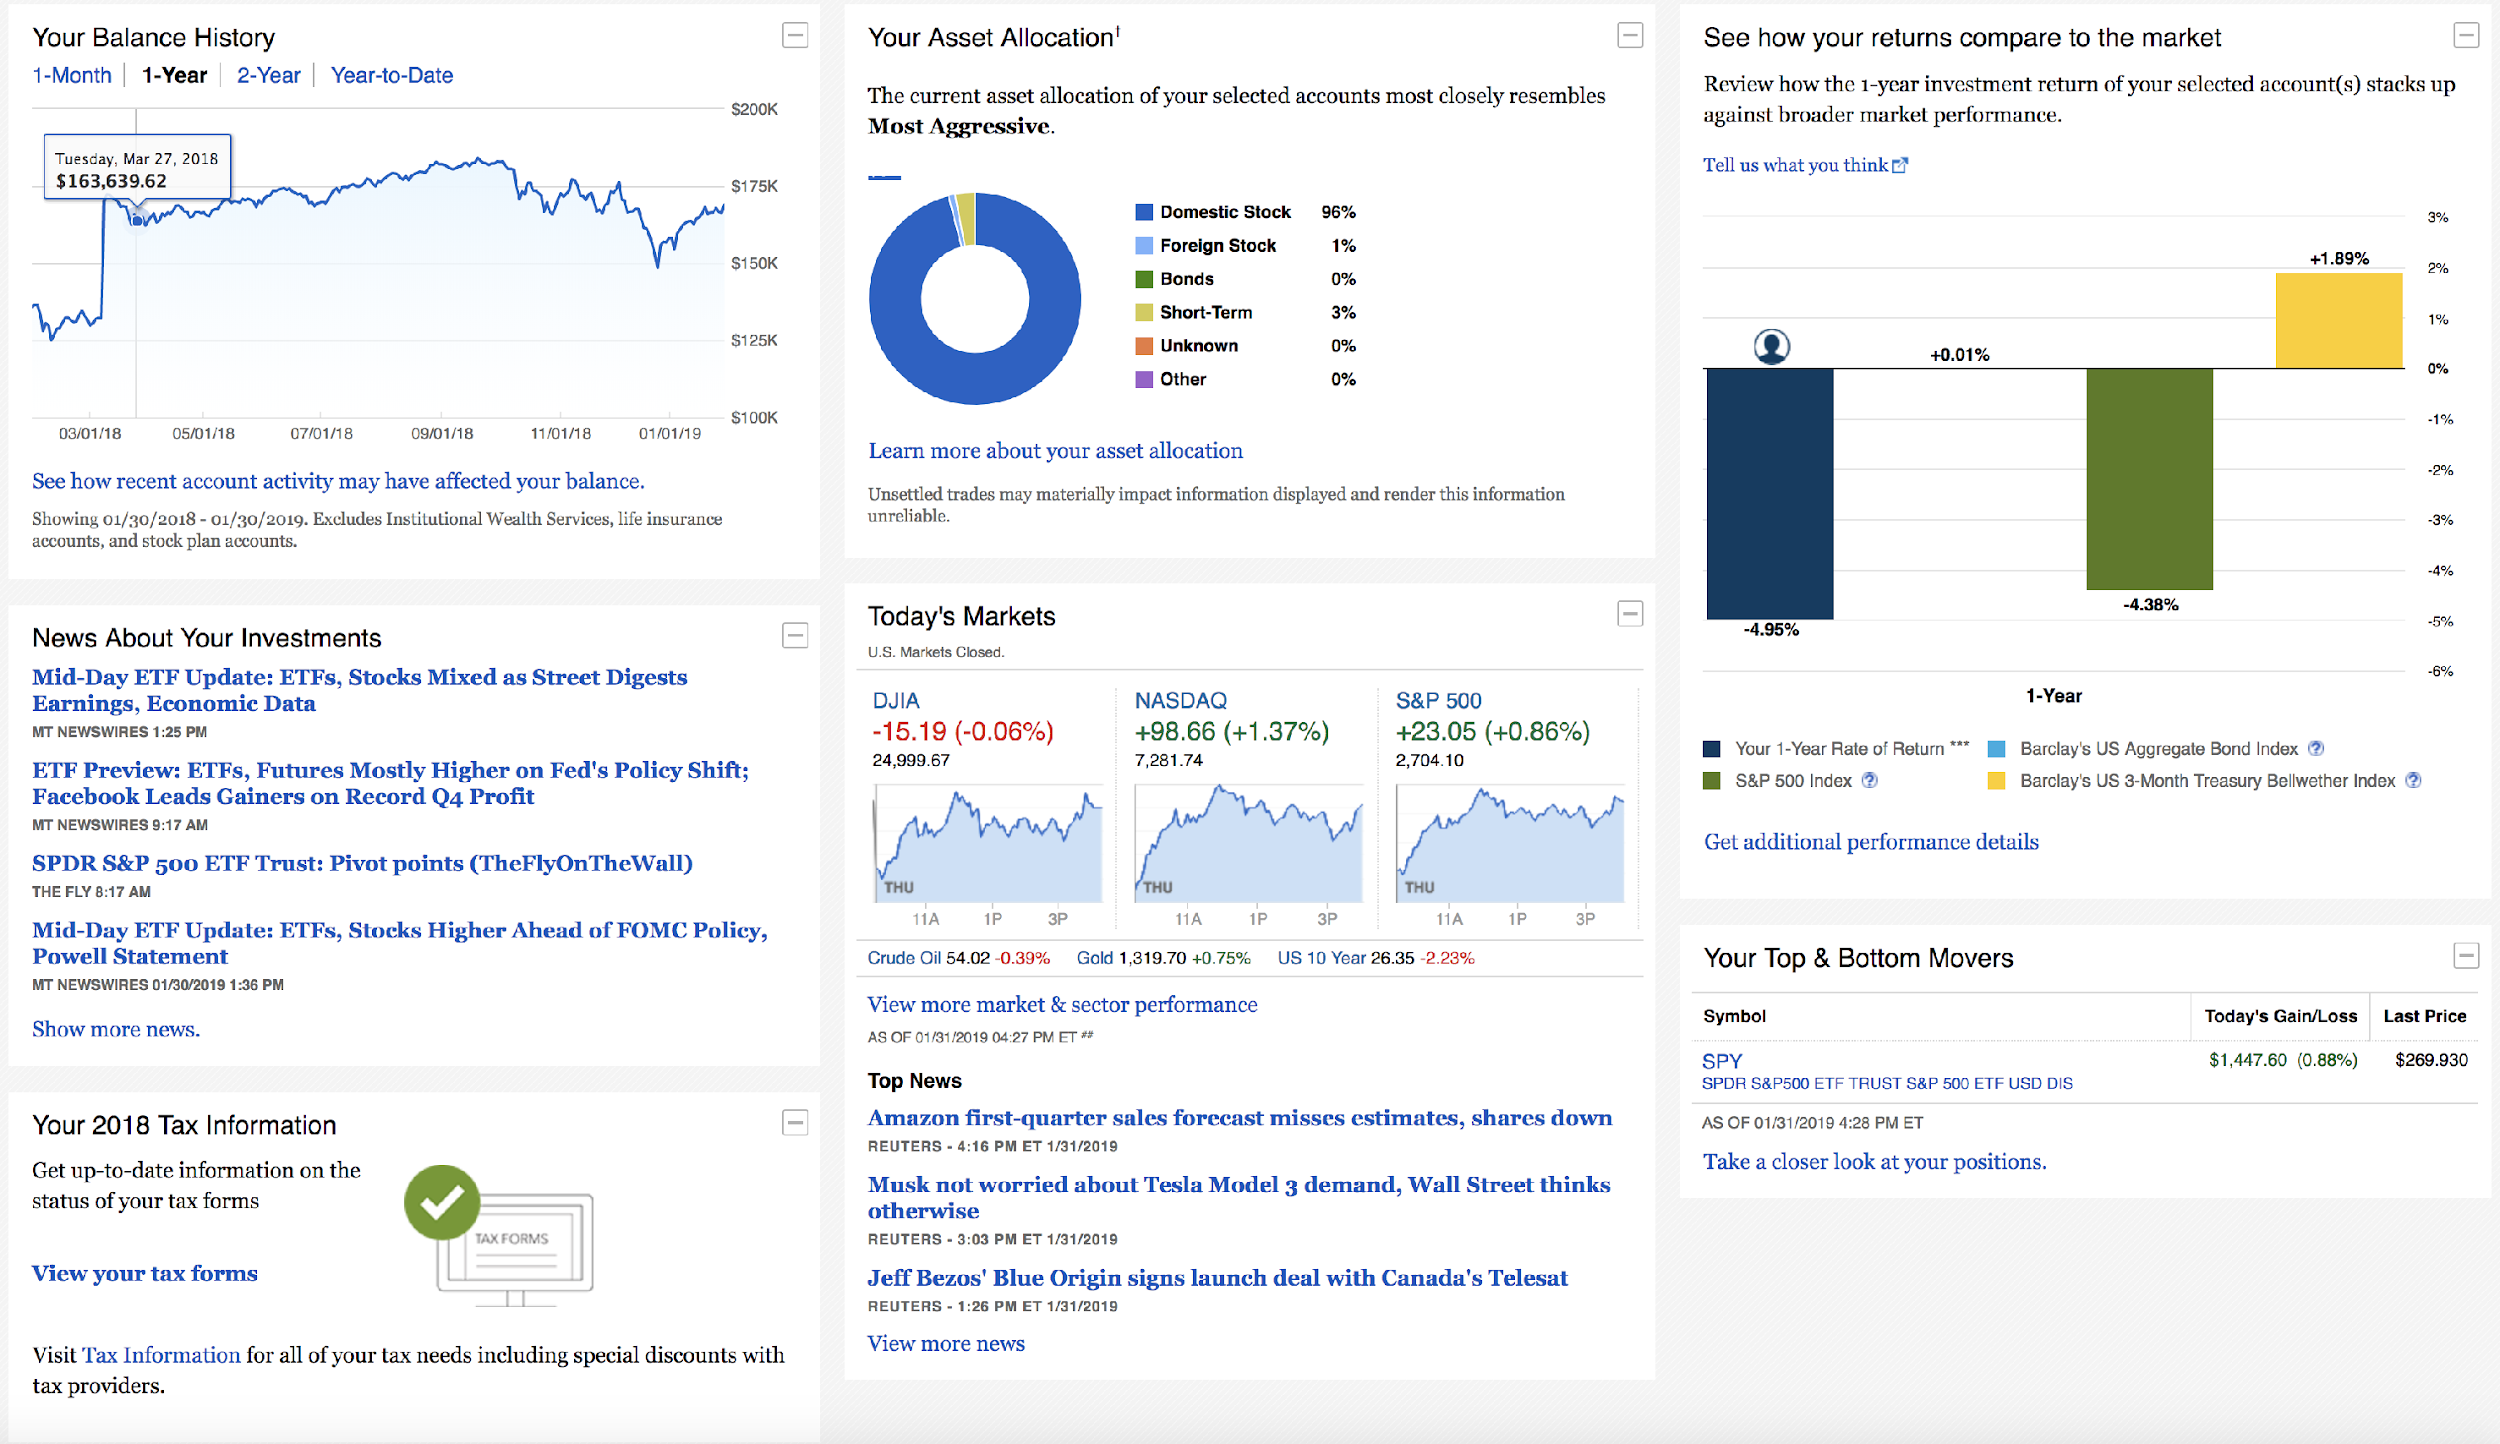 Your Balance History
1-Month | 1-Year | 2-Year | Year-to-Date
$200K
Tuesday, Mar 27, 2018
$163,639.62
$175K
$150K
$125K
$100K
03/01/18 05/01/18 07/01/18 09/01/18 11/01/18 01/01/19
See how recent account activity may have affected your balance.
Showing 01/30/2018 - 01/30/2019. Excludes Institutional Wealth Services, life insurance
accounts, and stock plan accounts.
News About Your Investments
Mid-Day ETF Update: ETFs, Stocks Mixed as Street Digests
Earnings, Economic Data
MT NEWSWIRES 1:25 PM
ETF Preview: ETFs, Futures Mostly Higher on Fed's Policy Shift;
Facebook Leads Gainers on Record Q4 Profit
MT NEWSWIRES 9:17 AM
SPDR S&P 500 ETF Trust: Pivot points (TheFlyOnTheWall)
THE FLY 8:17 AM
Mid-Day ETF Update: ETFs, Stocks Higher Ahead of FOMC Policy,
Powell Statement
MT NEWSWIRES 01/30/2019 1:36 PM
Show more news.
Your 2018 Tax Information
Get up-to-date information on the
status of your tax forms
TAX FORMS
View your tax forms
Visit Tax Information for all of your tax needs including special discounts with
tax providers.
Your Asset Allocation†
The current asset allocation of your selected accounts most closely resembles
Most Aggressive.
Domestic Stock 96%
Foreign Stock 1%
Bonds 0%
Short-Term 3%
Unknown 0%
Other 0%
Learn more about your asset allocation
Unsettled trades may materially impact information displayed and render this information
unreliable.
Today's Markets
U.S. Markets Closed.
DJIA NASDAQ S&P 500
-15.19 (-0.06%) +98.66 (+1.37%) +23.05 (+0.86%)
24,999.67 7,281.74 2,704.10
THU THU THU
11A 1P 3P 11A 1P 3P 11A 1P 3P
Crude Oil 54.02 -0.39% Gold 1,319.70 +0.75% US 10 Year 26.35 -2.23%
View more market & sector performance
AS OF 01/31/2019 04:27 PM ET ##
Top News
Amazon first-quarter sales forecast misses estimates, shares down
REUTERS - 4:16 PM ET 1/31/2019
Musk not worried about Tesla Model 3 demand, Wall Street thinks
otherwise
REUTERS - 3:03 PM ET 1/31/2019
Jeff Bezos' Blue Origin signs launch deal with Canada's Telesat
REUTERS - 1:26 PM ET 1/31/2019
View more news
See how your returns compare to the market
Review how the 1-year investment return of your selected account(s) stacks up
against broader market performance.
Tell us what you think
3%
+1.89%
2%
1%
+0.01%
0%
-1%
-2%
-3%
-4%
-4.38%
-5%
-4.95%
-6%
1-Year
Your 1-Year Rate of Return *** Barclay's US Aggregate Bond Index ?
S&P 500 Index ? Barclay's US 3-Month Treasury Bellwether Index ?
Get additional performance details
Your Top & Bottom Movers
Symbol Today's Gain/Loss Last Price
SPY $1,447.60 (0.88%) $269.930
SPDR S&P500 ETF TRUST S&P 500 ETF USD DIS
AS OF 01/31/2019 4:28 PM ET
Take a closer look at your positions.